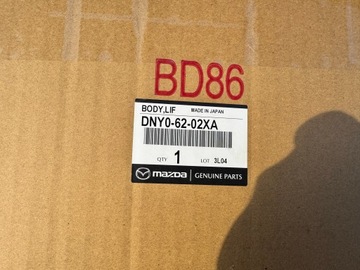 BD86
BODY,LIF MADE IN JAPAN
DNY0-62-02XA
QTY 1 LOT 3L04
mazda GENUINE PARTS